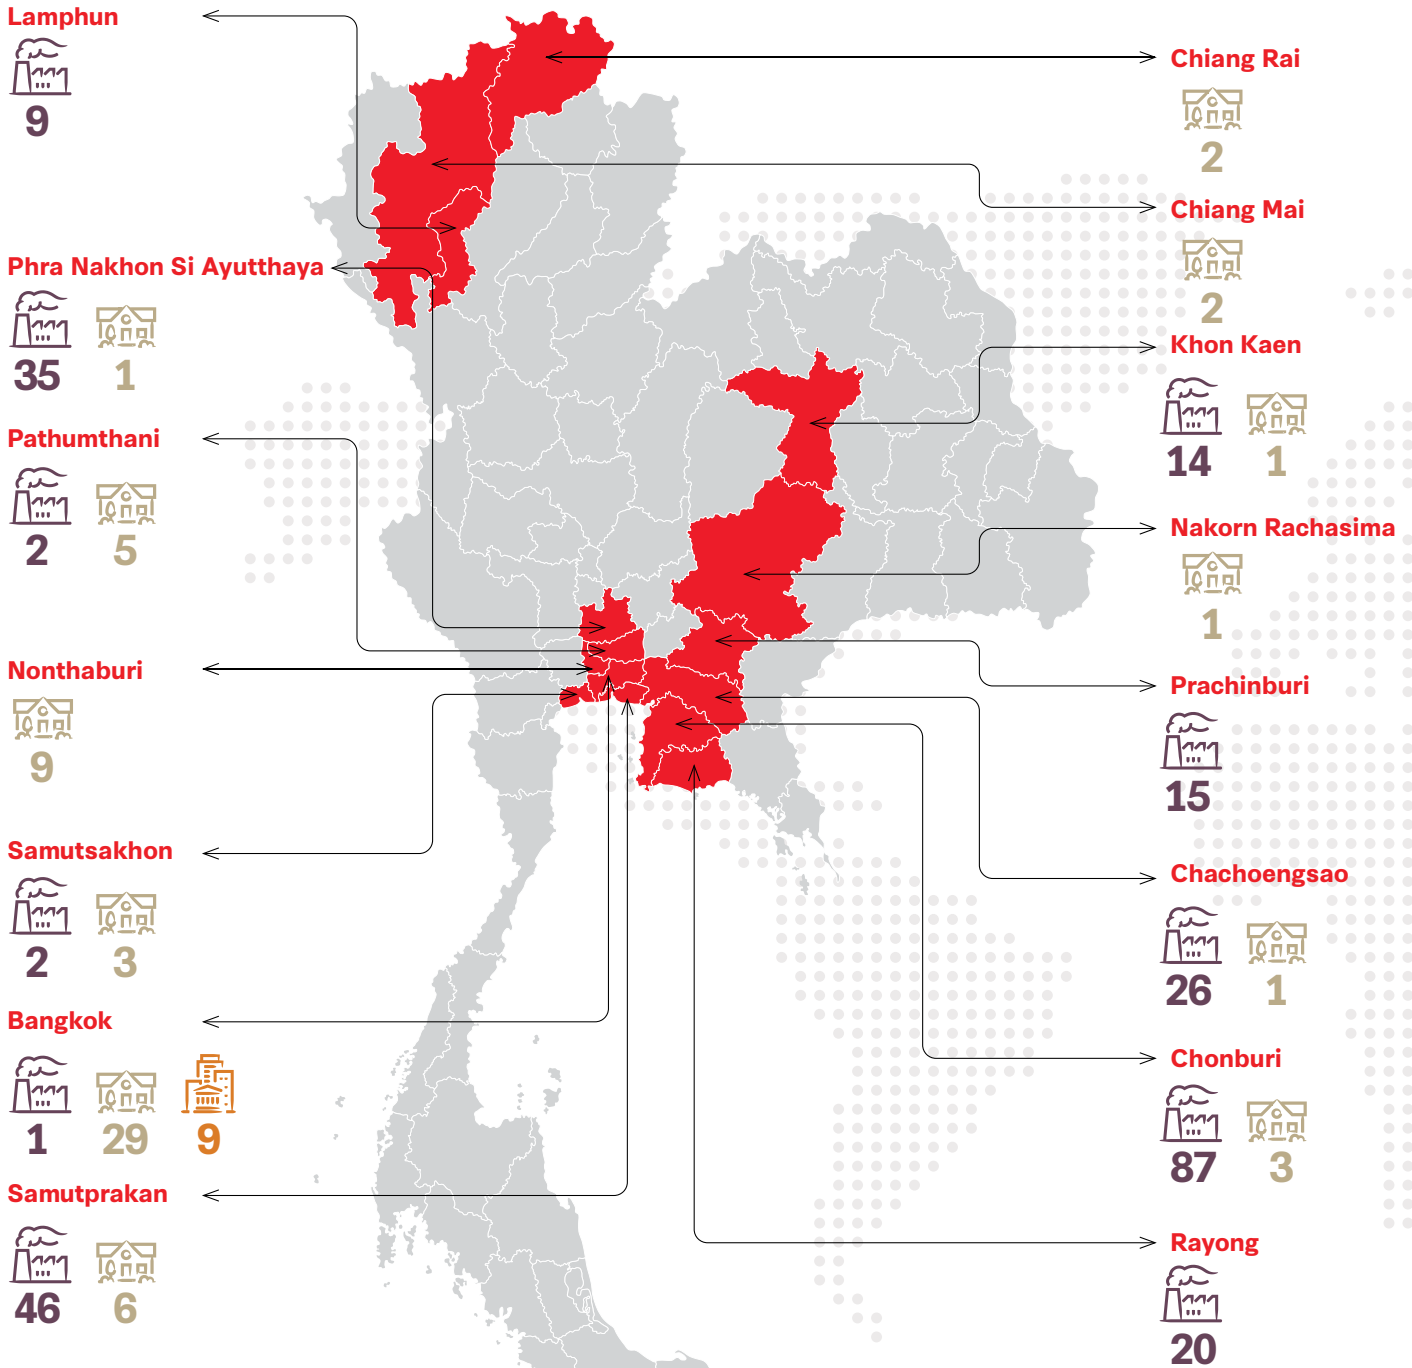 Lamphun
9
Phra Nakhon Si Ayutthaya
35 1
Pathumthani
2 5
Nonthaburi
9
Samutsakhon
2 3
Bangkok
1 29 9
Samutprakan
46 6
Chiang Rai
2
Chiang Mai
2
Khon Kaen
14 1
Nakorn Rachasima
1
Prachinburi
15
Chachoengsao
26 1
Chonburi
87 3
Rayong
20